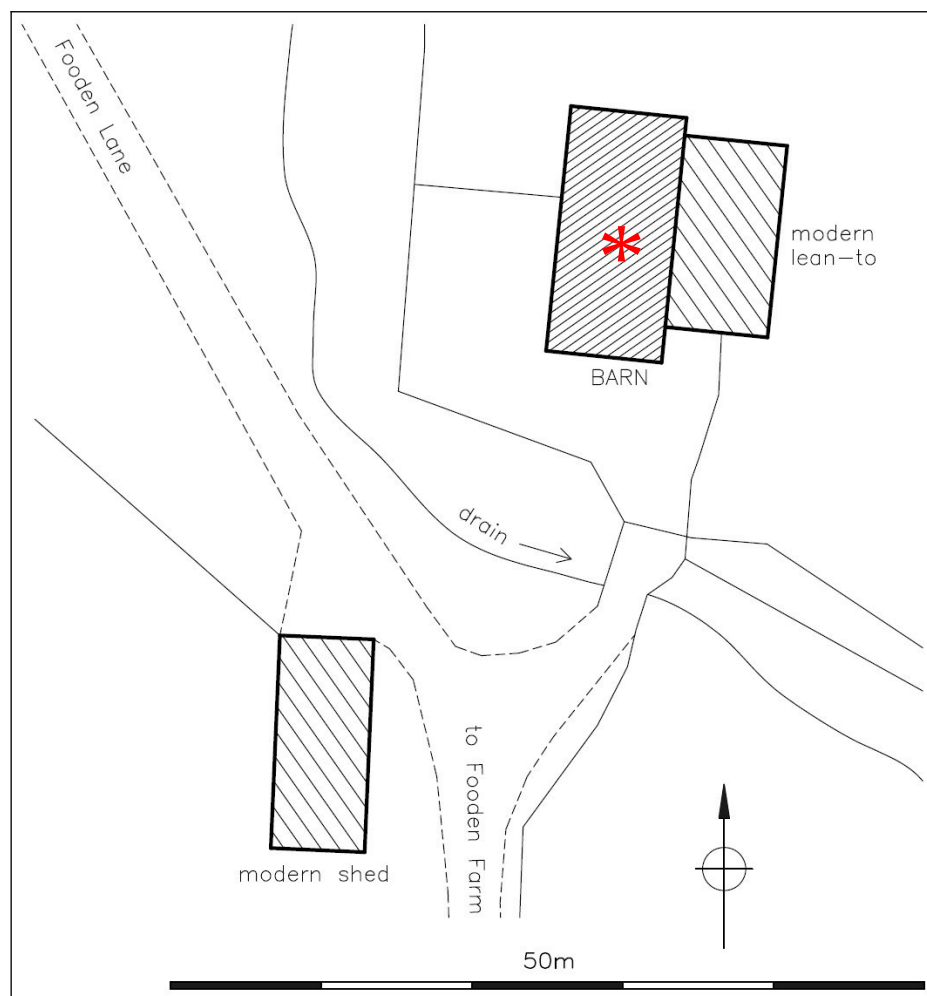 Fooden Lane
modern
lean-to
BARN
drain
to Fooden Farm
modern shed
50m